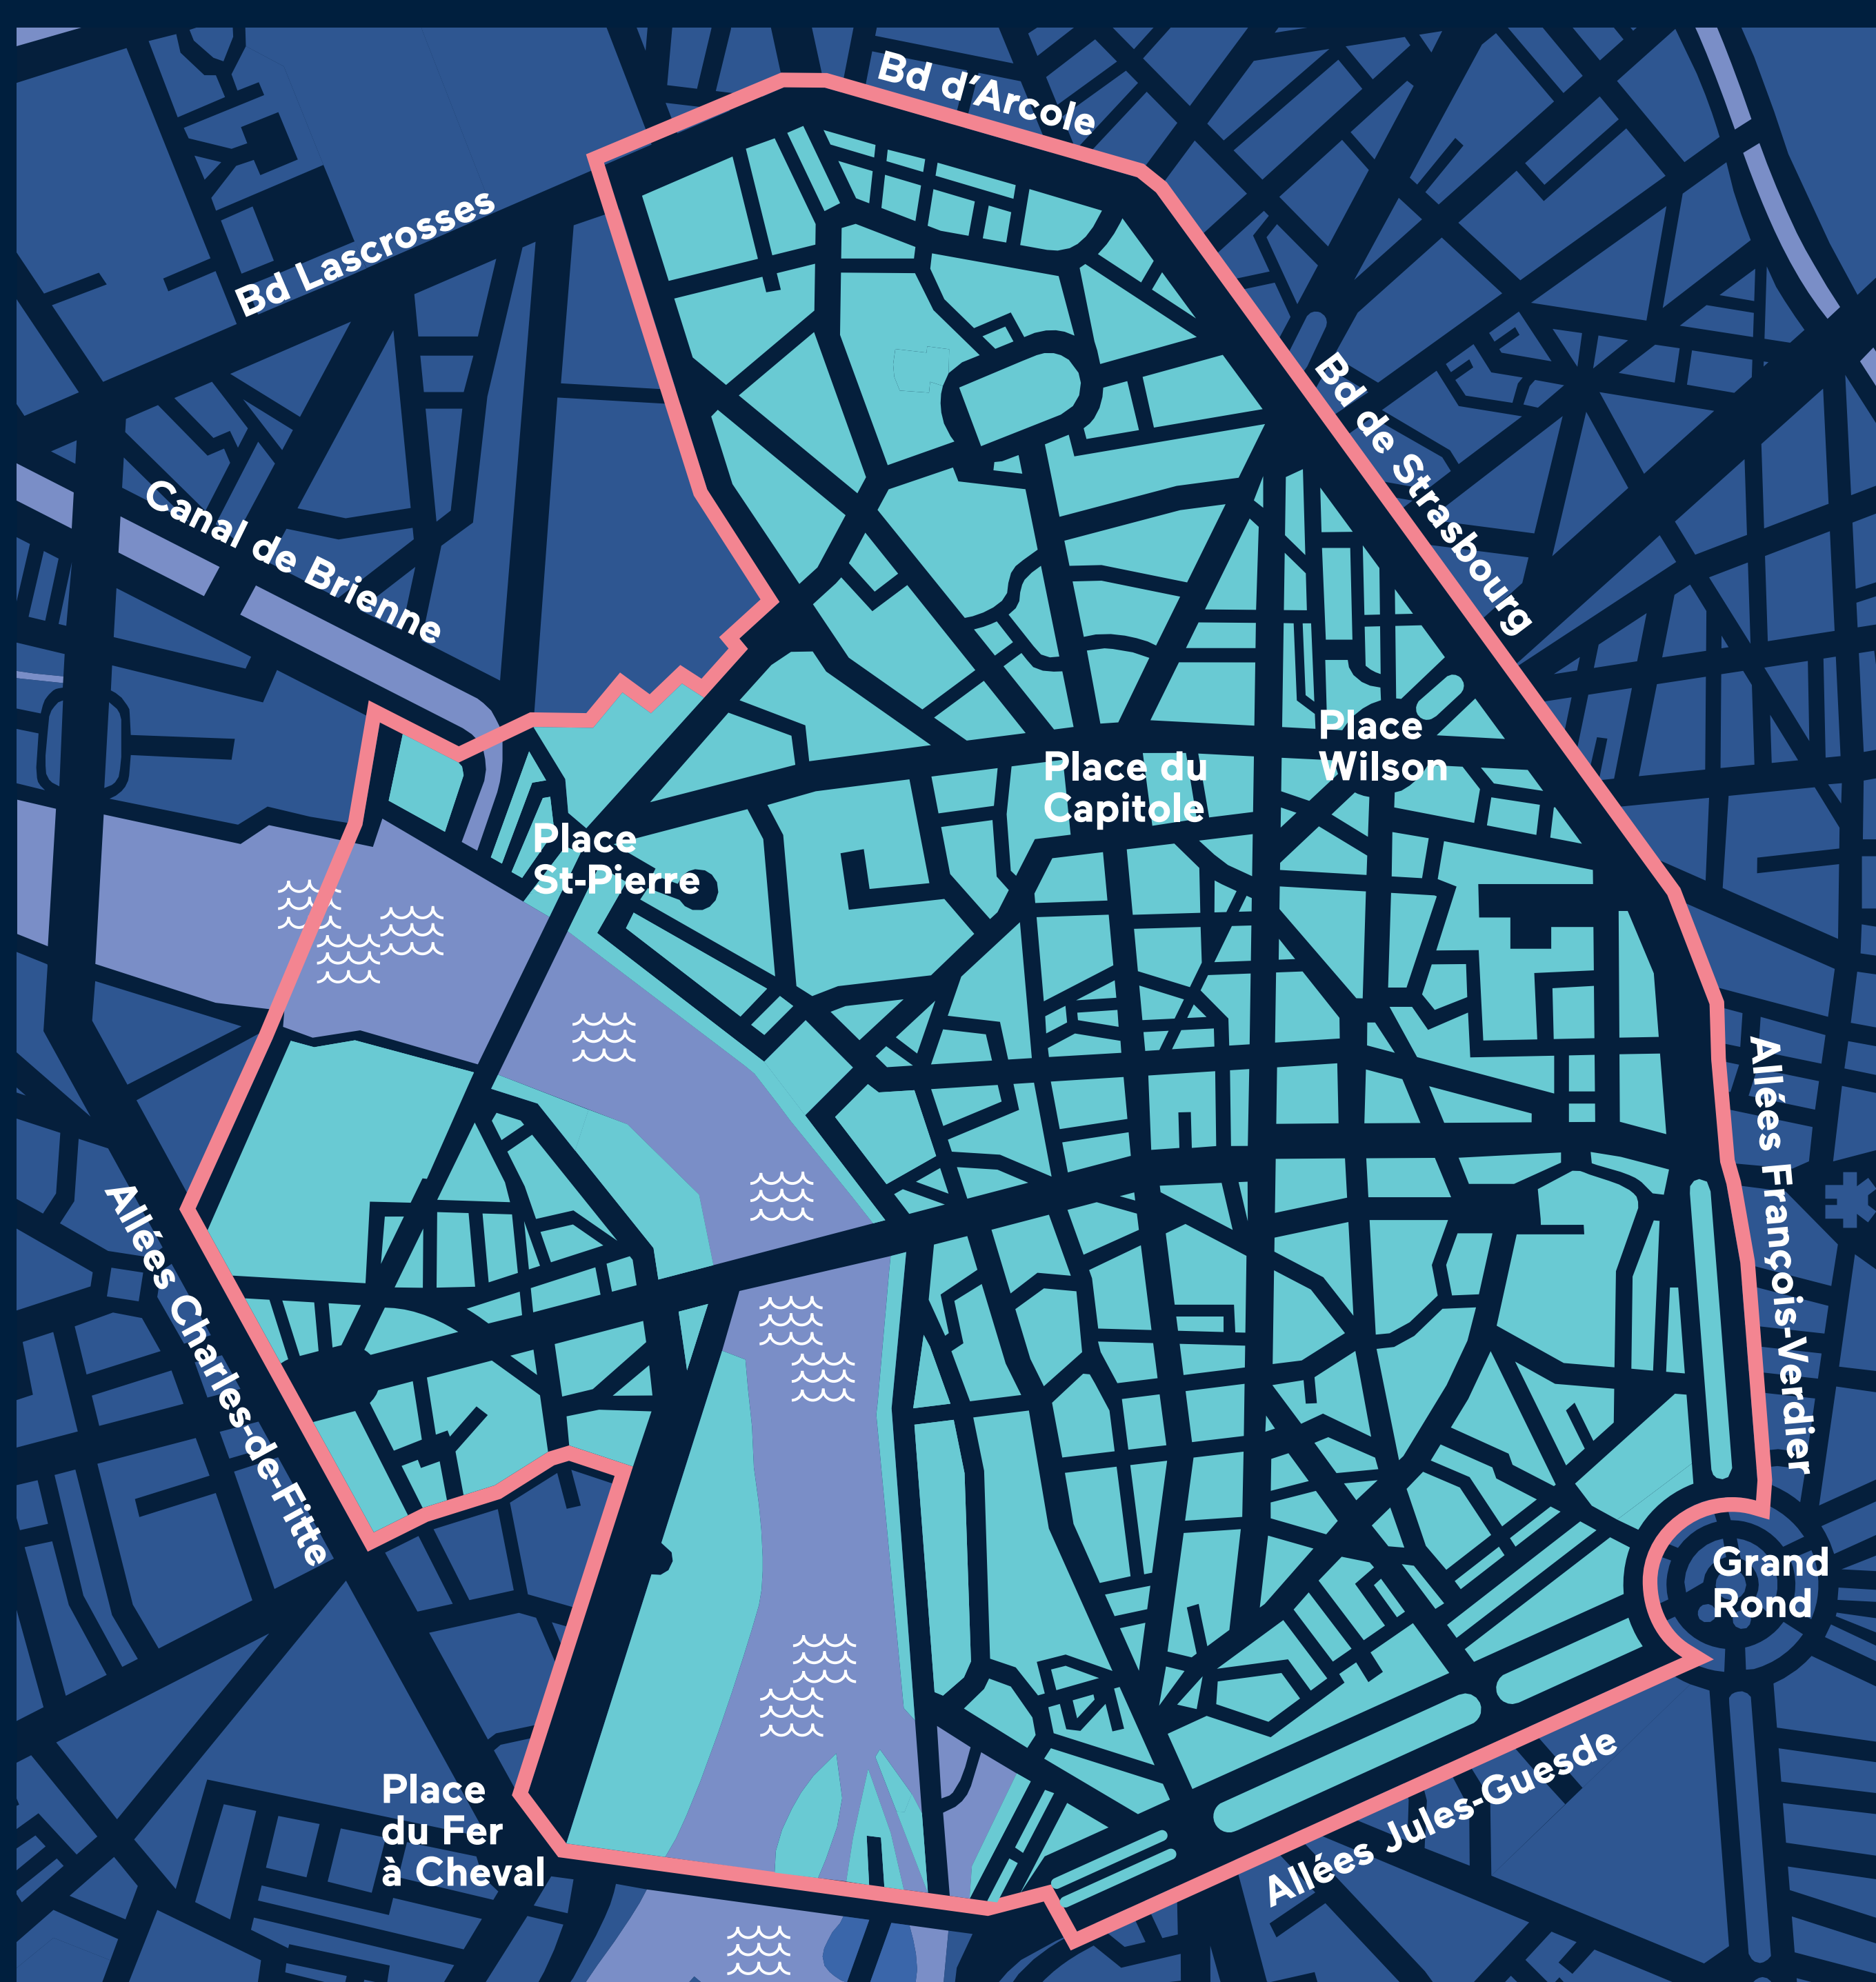 Bd d'Arcole
Bd Lascrosses
Bd de Strasbourg
Canal de Brienne
Place
Wilson
Place du
Capitole
Place
St-Pierre
Allées François-Verdier
Allées Charles-de-Fitte
Grand
Rond
Allées Jules-Guesde
Place
du Fer
à Cheval